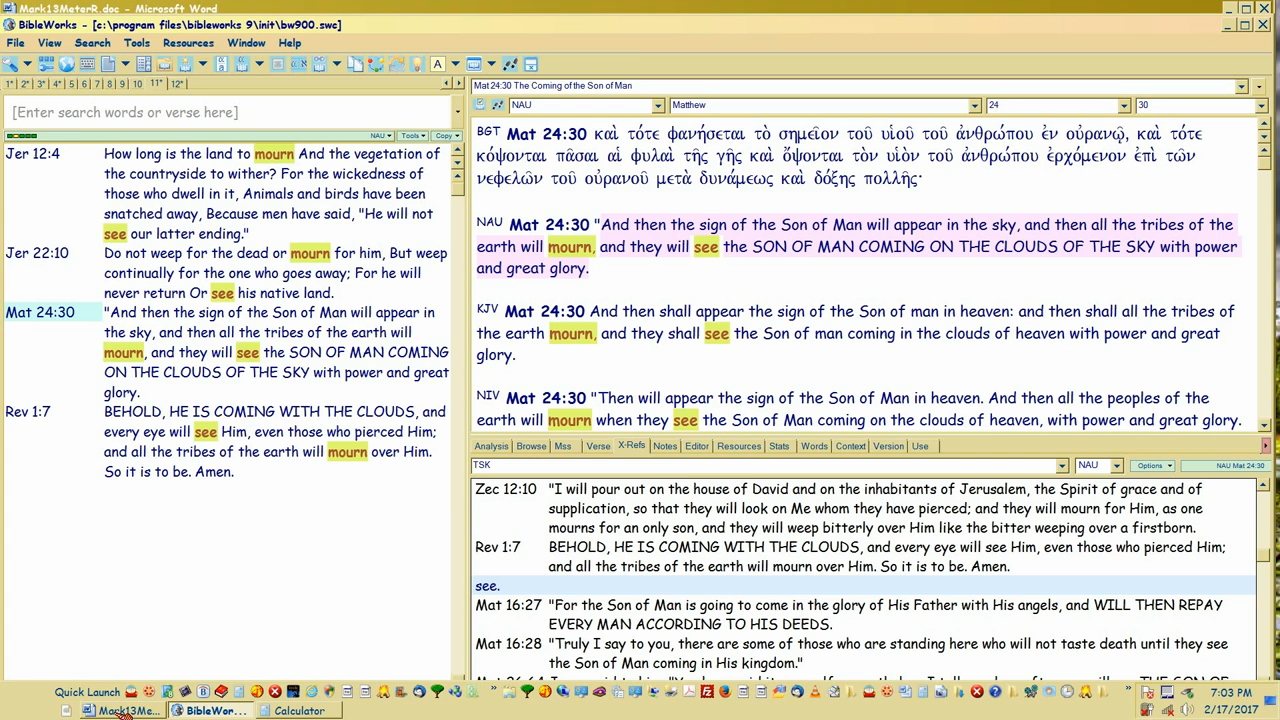 Mark13MeterR.doc - Microsoft Word
BibleWorks - [c:\program files\bibleworks 9\init\bw900.swc]
File View Search Tools Resources Window Help
1* 2* 3* 4* 5 6 7 8 9 10 11* 12*
[Enter search words or verse here]
NAU Tools Copy
Jer 12:4 How long is the land to mourn And the vegetation of
the countryside to wither? For the wickedness of
those who dwell in it, Animals and birds have been
snatched away, Because men have said, "He will not
see our latter ending."
Jer 22:10 Do not weep for the dead or mourn for him, But weep
continually for the one who goes away; For he will
never return Or see his native land.
Mat 24:30 "And then the sign of the Son of Man will appear in
the sky, and then all the tribes of the earth will
mourn, and they will see the SON OF MAN COMING
ON THE CLOUDS OF THE SKY with power and great
glory.
Rev 1:7 BEHOLD, HE IS COMING WITH THE CLOUDS, and
every eye will see Him, even those who pierced Him;
and all the tribes of the earth will mourn over Him.
So it is to be. Amen.
Mat 24:30 The Coming of the Son of Man
NAU Matthew 24 30
BGT Mat 24:30 καὶ τότε φανήσεται τὸ σημεῖον τοῦ υἱοῦ τοῦ ἀνθρώπου ἐν οὐρανῷ, καὶ τότε
κόψονται πᾶσαι αἱ φυλαὶ τῆς γῆς καὶ ὄψονται τὸν υἱὸν τοῦ ἀνθρώπου ἐρχόμενον ἐπὶ τῶν
νεφελῶν τοῦ οὐρανοῦ μετὰ δυνάμεως καὶ δόξης πολλῆς·
NAU Mat 24:30 "And then the sign of the Son of Man will appear in the sky, and then all the tribes of the
earth will mourn, and they will see the SON OF MAN COMING ON THE CLOUDS OF THE SKY with power
and great glory.
KJV Mat 24:30 And then shall appear the sign of the Son of man in heaven: and then shall all the tribes of
the earth mourn, and they shall see the Son of man coming in the clouds of heaven with power and great
glory.
NIV Mat 24:30 "Then will appear the sign of the Son of Man in heaven. And then all the peoples of the
earth will mourn when they see the Son of Man coming on the clouds of heaven, with power and great glory.
Analysis Browse Mss Verse X-Refs Notes Editor Resources Stats Words Context Version Use
TSK NAU Options NAU Mat 24:30
Zec 12:10 "I will pour out on the house of David and on the inhabitants of Jerusalem, the Spirit of grace and of
supplication, so that they will look on Me whom they have pierced; and they will mourn for Him, as one
mourns for an only son, and they will weep bitterly over Him like the bitter weeping over a firstborn.
Rev 1:7 BEHOLD, HE IS COMING WITH THE CLOUDS, and every eye will see Him, even those who pierced Him;
and all the tribes of the earth will mourn over Him. So it is to be. Amen.
see.
Mat 16:27 "For the Son of Man is going to come in the glory of His Father with His angels, and WILL THEN REPAY
EVERY MAN ACCORDING TO HIS DEEDS.
Mat 16:28 "Truly I say to you, there are some of those who are standing here who will not taste death until they see
the Son of Man coming in His kingdom."
Quick Launch 7:03 PM
Mark13Me... BibleWor... Calculator 2/17/2017